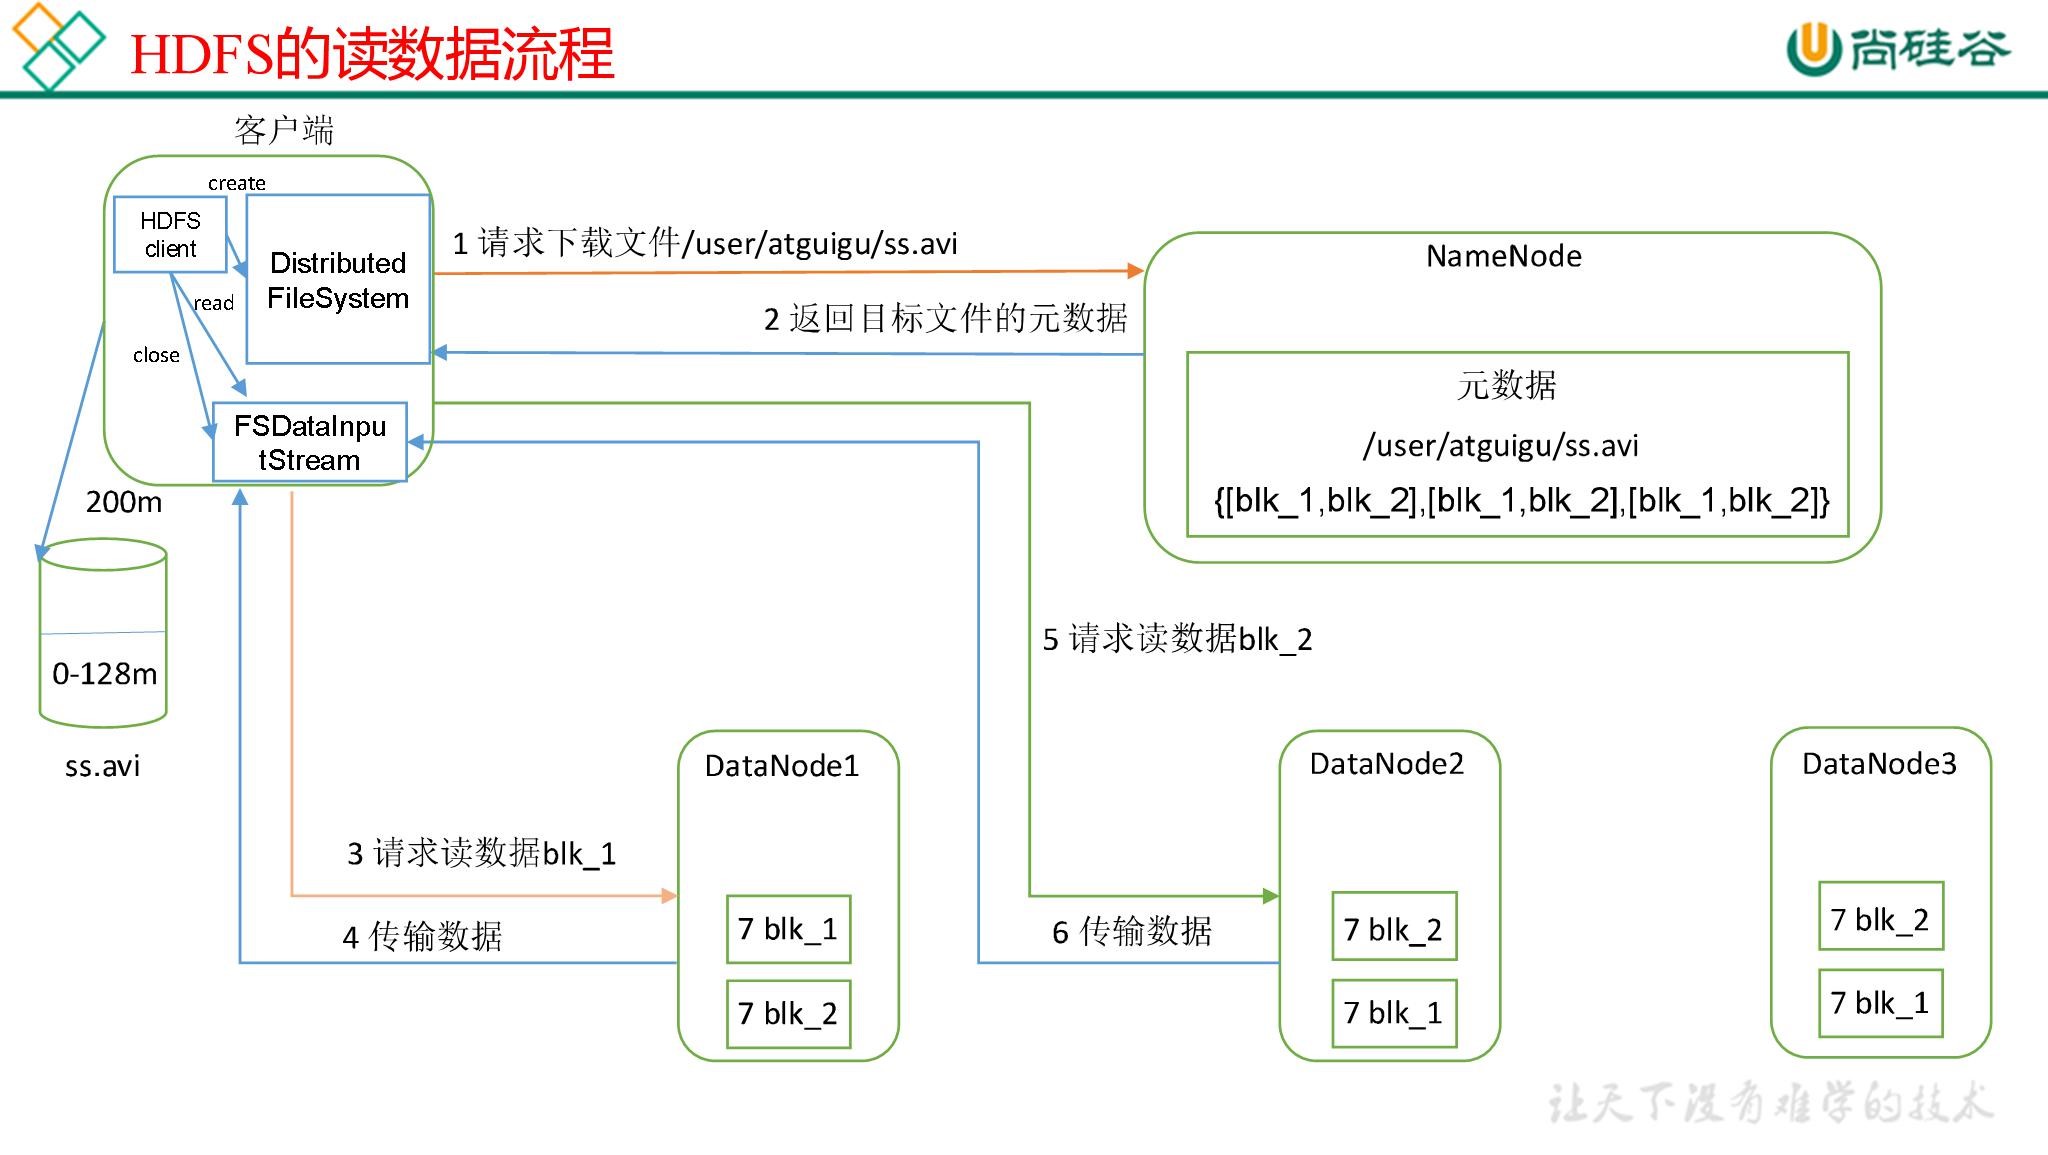 HDFS的读数据流程
尚硅谷
客户端
create
HDFS
client
Distributed
FileSystem
read
close
FSDataInpu
tStream
1 请求下载文件/user/atguigu/ss.avi
2 返回目标文件的元数据
NameNode
元数据
/user/atguigu/ss.avi
{[blk_1,blk_2],[blk_1,blk_2],[blk_1,blk_2]}
200m
0-128m
ss.avi
5 请求读数据blk_2
3 请求读数据blk_1
4 传输数据
6 传输数据
DataNode1
7 blk_1
7 blk_2
DataNode2
7 blk_2
7 blk_1
DataNode3
7 blk_2
7 blk_1
让天下没有难学的技术